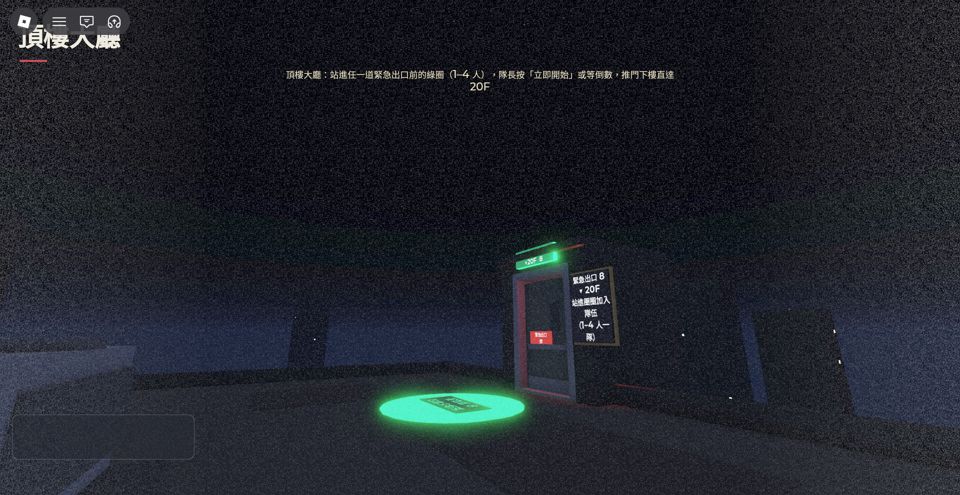 頂樓大廳
頂樓大廳：站進任一道緊急出口前的綠圈（1–4 人），隊長按「立即開始」或等倒數，推門下樓直達
20F
緊急出口 8
▼ 20F
站進圈圈加入
隊伍
（1–4 人一
隊）